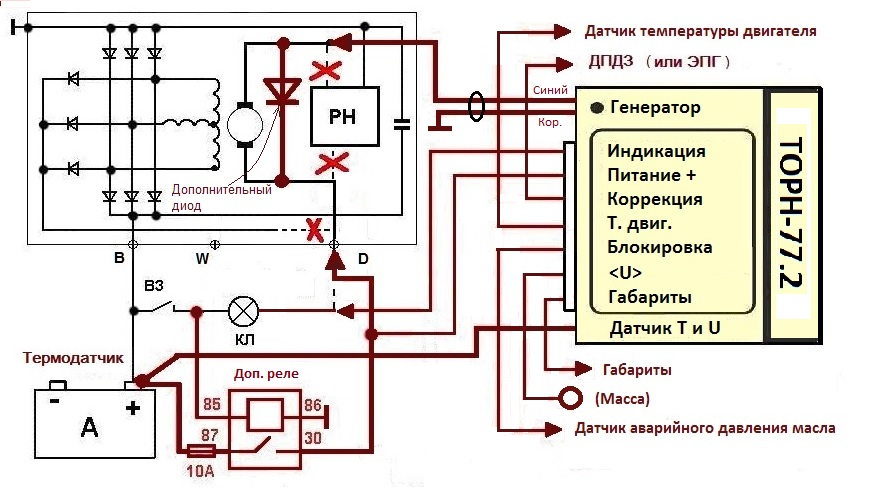 Датчик температуры двигателя
ДПДЗ (или ЭПГ)
Синий
Кор.
Генератор
Индикация
Питание +
Коррекция
Т. двиг.
Блокировка
<U>
Габариты
Датчик Т и U
ТОРН-77.2
РН
Дополнительный
диод
B
W
D
ВЗ
КЛ
Термодатчик
-
+
А
Доп. реле
85
86
87
30
10А
Габариты
(Масса)
Датчик аварийного давления масла